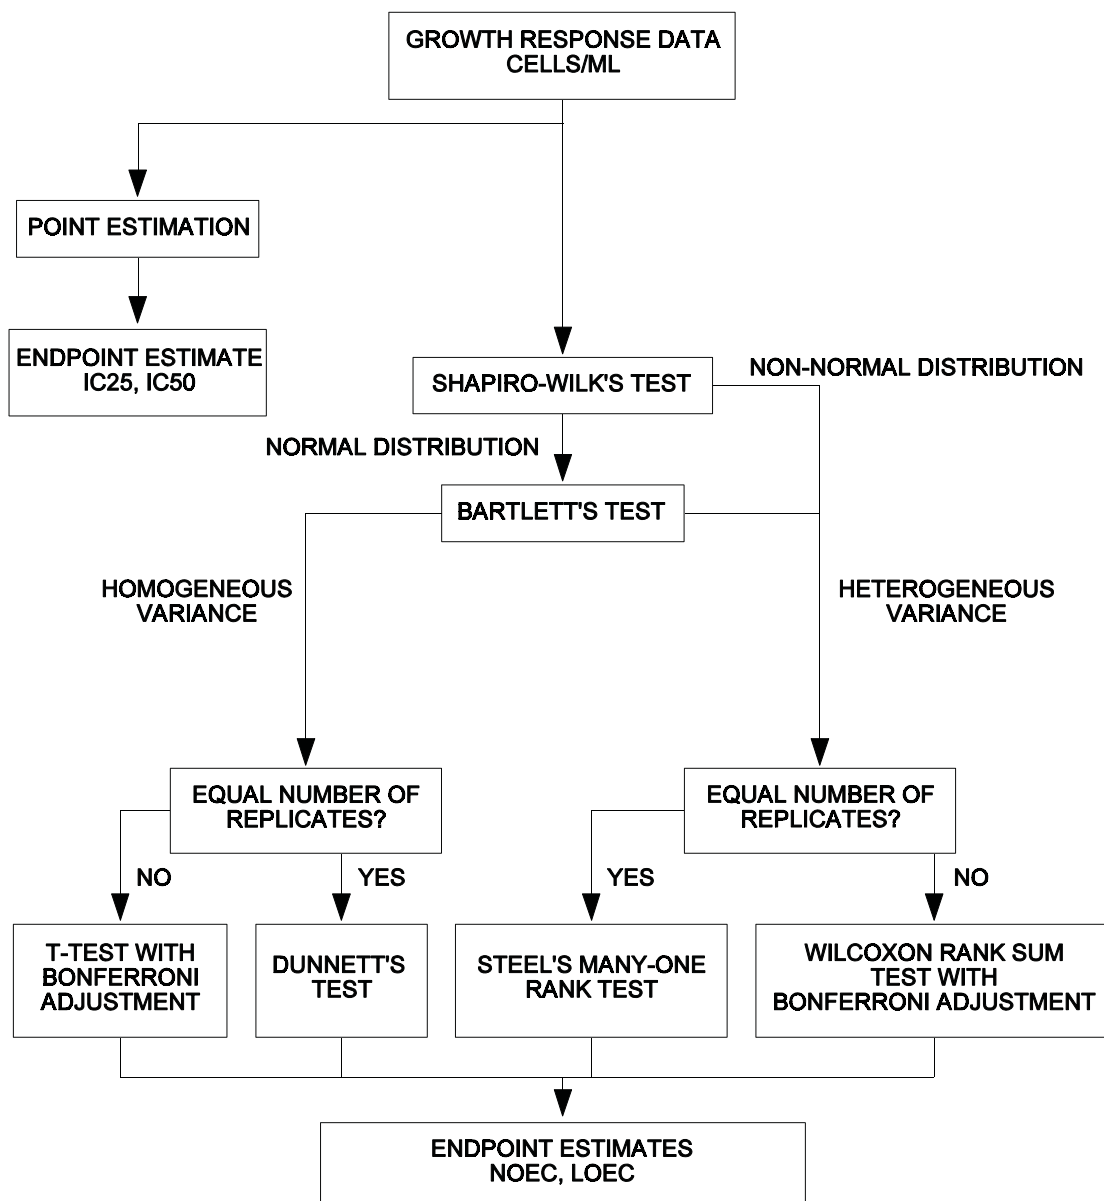 GROWTH RESPONSE DATA
CELLS/ML
POINT ESTIMATION
ENDPOINT ESTIMATE
IC25, IC50
SHAPIRO-WILK'S TEST
NON-NORMAL DISTRIBUTION
NORMAL DISTRIBUTION
BARTLETT'S TEST
HOMOGENEOUS
VARIANCE
HETEROGENEOUS
VARIANCE
EQUAL NUMBER OF
REPLICATES?
EQUAL NUMBER OF
REPLICATES?
NO
YES
YES
NO
T-TEST WITH
BONFERRONI
ADJUSTMENT
DUNNETT'S
TEST
STEEL'S MANY-ONE
RANK TEST
WILCOXON RANK SUM
TEST WITH
BONFERRONI ADJUSTMENT
ENDPOINT ESTIMATES
NOEC, LOEC